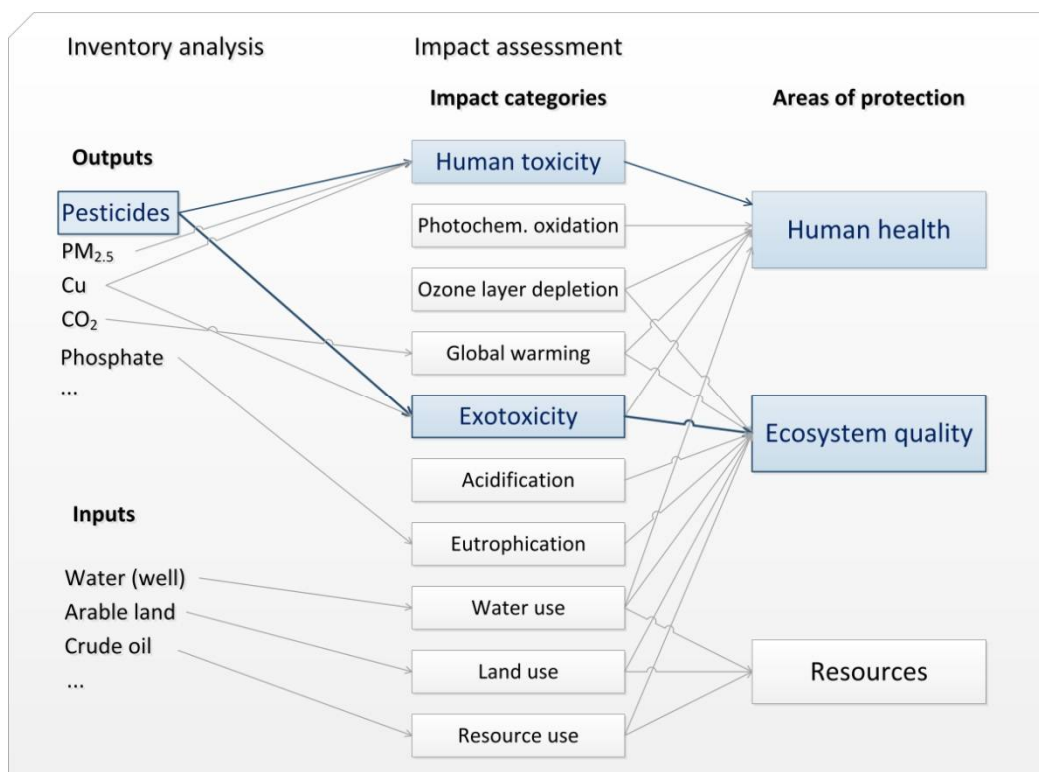 Inventory analysis
Impact assessment
Impact categories
Areas of protection
Outputs
Pesticides
PM2.5
Cu
CO2
Phosphate
...
Inputs
Water (well)
Arable land
Crude oil
...
Human toxicity
Photochem. oxidation
Ozone layer depletion
Global warming
Exotoxicity
Acidification
Eutrophication
Water use
Land use
Resource use
Human health
Ecosystem quality
Resources